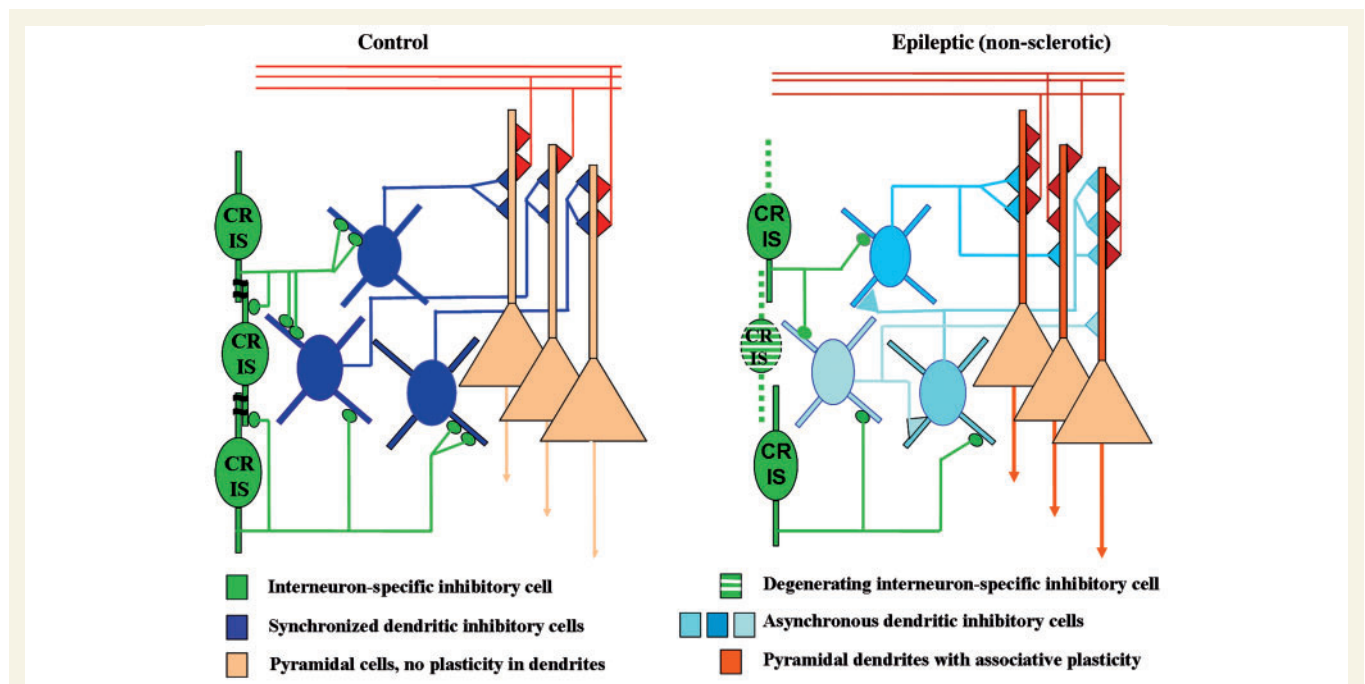 Control
Epileptic (non-sclerotic)
CR
IS
CR
IS
CR
IS
CR
IS
CR
IS
CR
IS
Interneuron-specific inhibitory cell
Synchronized dendritic inhibitory cells
Pyramidal cells, no plasticity in dendrites
Degenerating interneuron-specific inhibitory cell
Asynchronous dendritic inhibitory cells
Pyramidal dendrites with associative plasticity